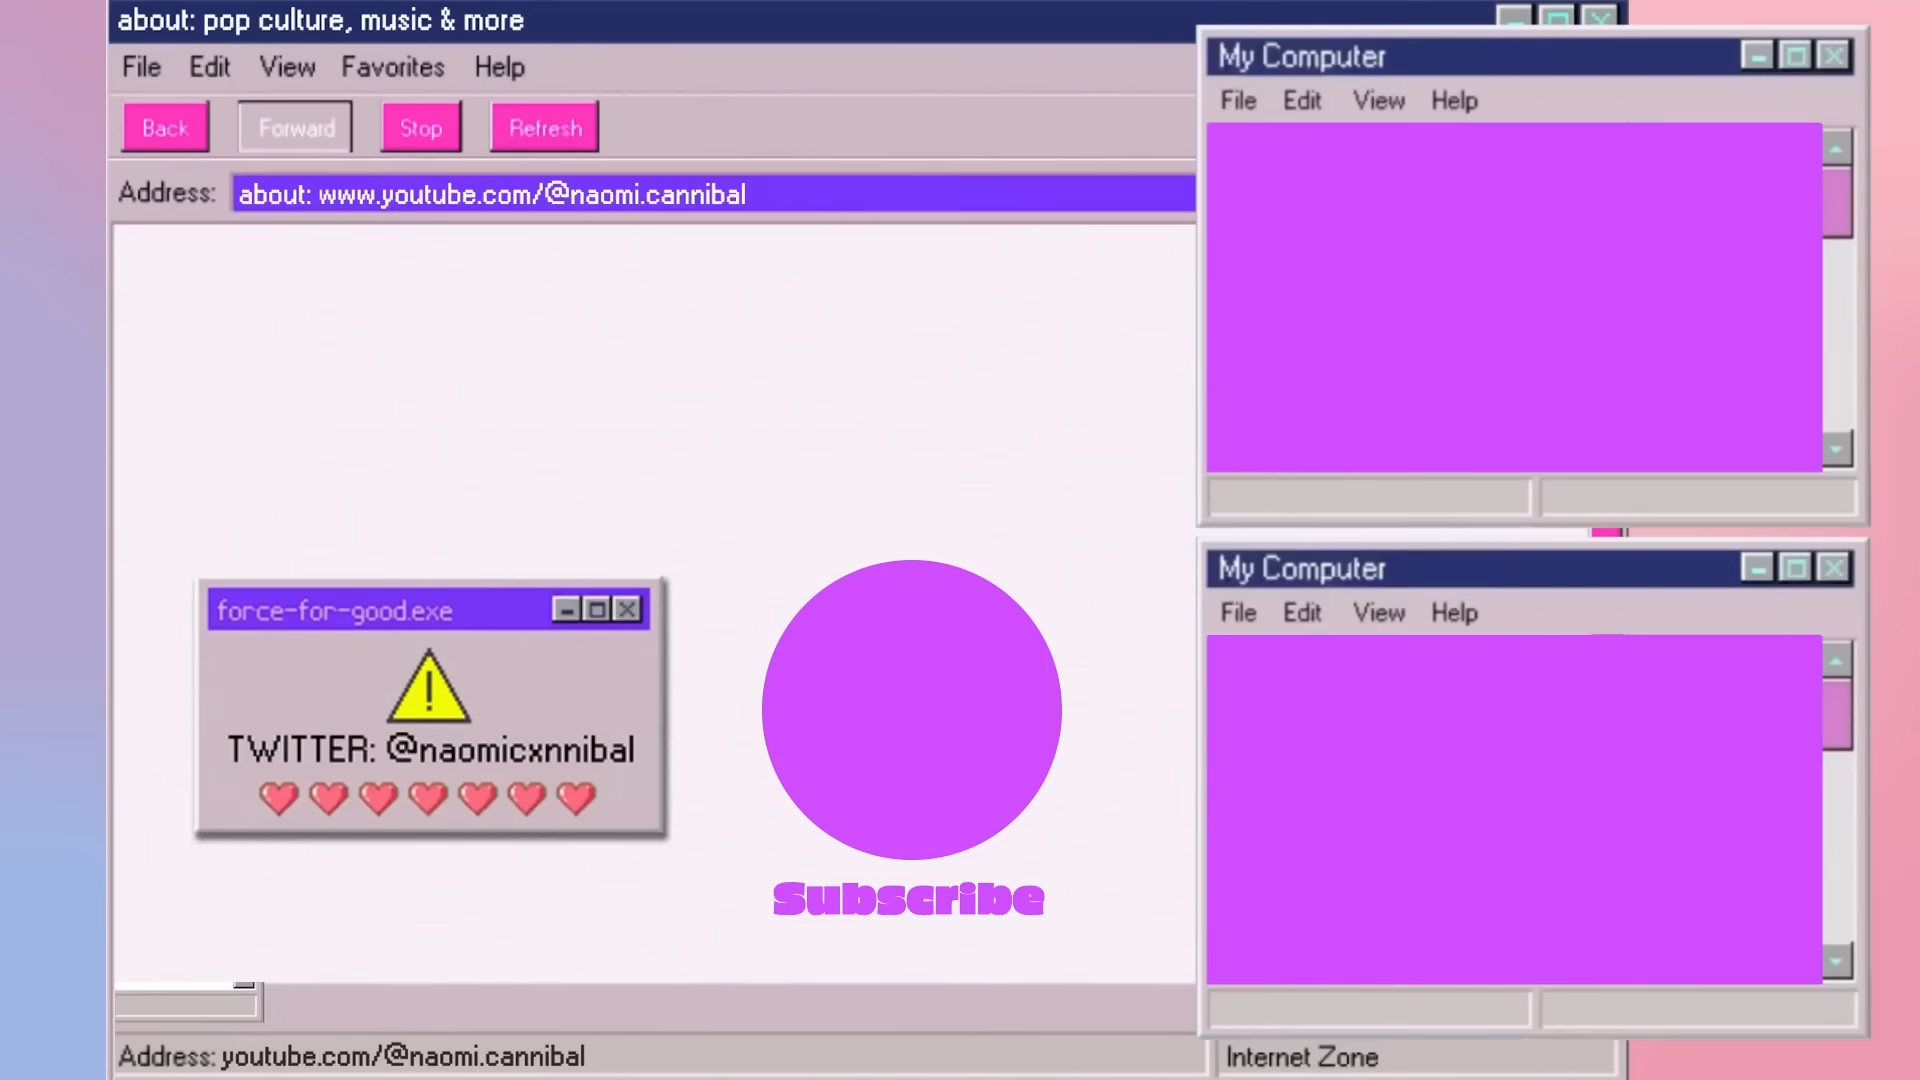 about: pop culture, music & more
File Edit View Favorites Help
Back Forward Stop Refresh
Address: about: www.youtube.com/@naomi.cannibal
My Computer
File Edit View Help
force-for-good.exe
!
TWITTER: @naomicxnnibal
Subscribe
My Computer
File Edit View Help
Address: youtube.com/@naomi.cannibal
Internet Zone